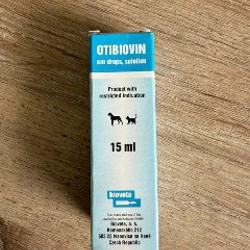 OTIBIOVIN
ear drops, solution
Product with
restricted indication
15 ml
bioveta
Bioveta, a. s.
Komenského 212
683 23 Ivanovice na Hané
Czech Republic